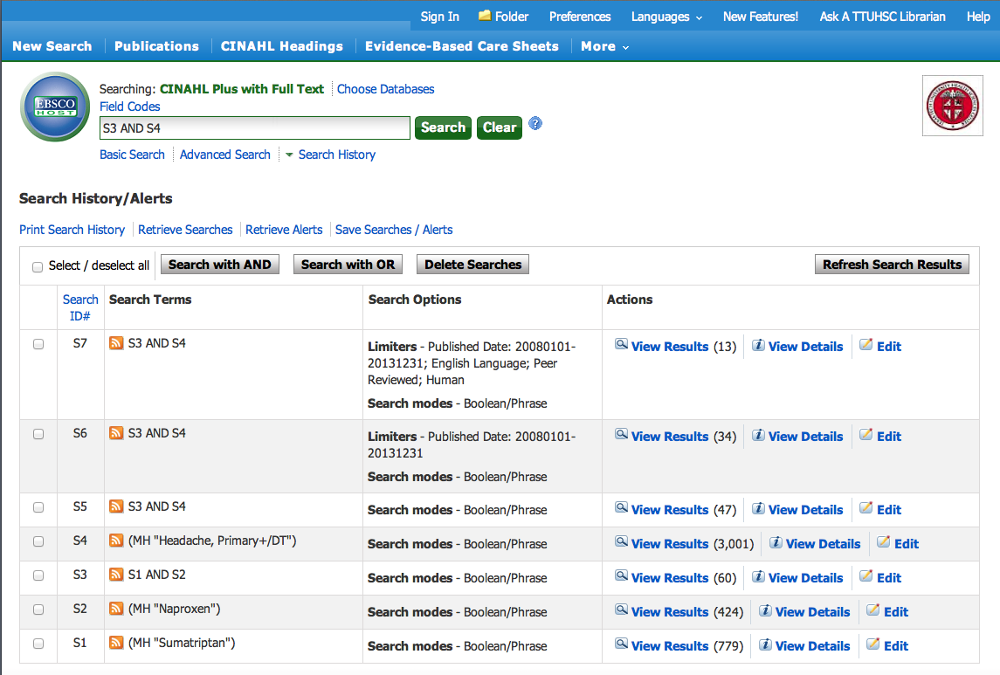 Sign In Folder Preferences Languages New Features! Ask A TTUHSC Librarian Help
New Search Publications CINAHL Headings Evidence-Based Care Sheets More
Searching: CINAHL Plus with Full Text Choose Databases
Field Codes
EBSCO
HOST
S3 AND S4 Search Clear ?
Basic Search Advanced Search Search History
Search History/Alerts
Print Search History Retrieve Searches Retrieve Alerts Save Searches / Alerts
Select / deselect all Search with AND Search with OR Delete Searches Refresh Search Results
Search ID# Search Terms Search Options Actions
S7 S3 AND S4 Limiters - Published Date: 20080101-
20131231; English Language; Peer
Reviewed; Human
Search modes - Boolean/Phrase
View Results (13) View Details Edit
S6 S3 AND S4 Limiters - Published Date: 20080101-
20131231
Search modes - Boolean/Phrase
View Results (34) View Details Edit
S5 S3 AND S4 Search modes - Boolean/Phrase View Results (47) View Details Edit
S4 (MH "Headache, Primary+/DT") Search modes - Boolean/Phrase View Results (3,001) View Details Edit
S3 S1 AND S2 Search modes - Boolean/Phrase View Results (60) View Details Edit
S2 (MH "Naproxen") Search modes - Boolean/Phrase View Results (424) View Details Edit
S1 (MH "Sumatriptan") Search modes - Boolean/Phrase View Results (779) View Details Edit